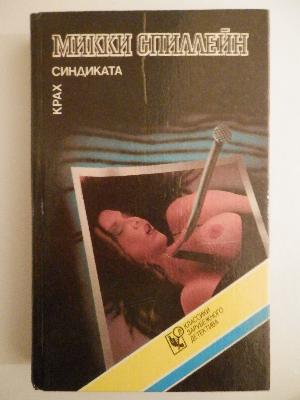 МИККИ СПИЛЛЕЙН
СИНДИКАТА
КРАХ
КЛАССИКИ
ЗАРУБЕЖНОГО
ДЕТЕКТИВА